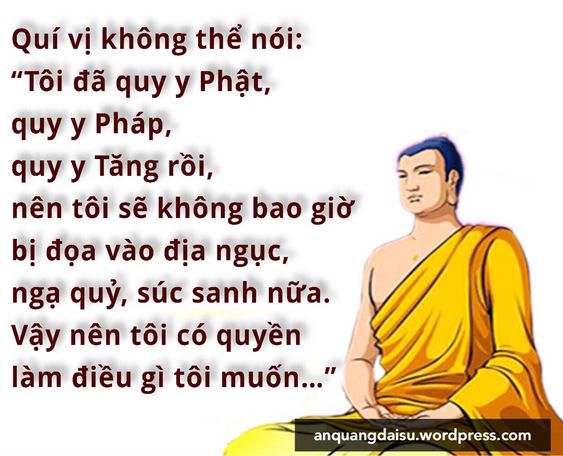 Quí vị không thể nói:
“Tôi đã quy y Phật,
quy y Pháp,
quy y Tăng rồi,
nên tôi sẽ không bao giờ
bị đọa vào địa ngục,
ngạ quỷ, súc sanh nữa.
Vậy nên tôi có quyền
làm điều gì tôi muốn...”
anquangdaisu.wordpress.com